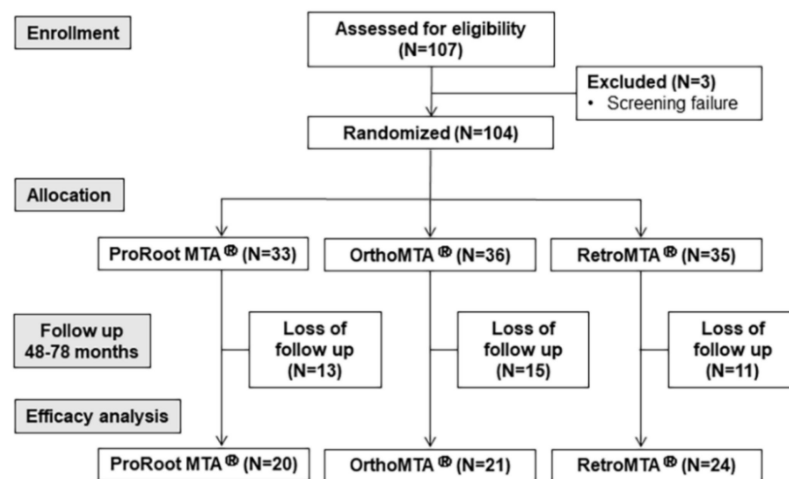 Enrollment
Assessed for eligibility
(N=107)
Excluded (N=3)
• Screening failure
Randomized (N=104)
Allocation
ProRoot MTA® (N=33)
OrthoMTA® (N=36)
RetroMTA® (N=35)
Follow up
48-78 months
Loss of
follow up
(N=13)
Loss of
follow up
(N=15)
Loss of
follow up
(N=11)
Efficacy analysis
ProRoot MTA® (N=20)
OrthoMTA® (N=21)
RetroMTA® (N=24)